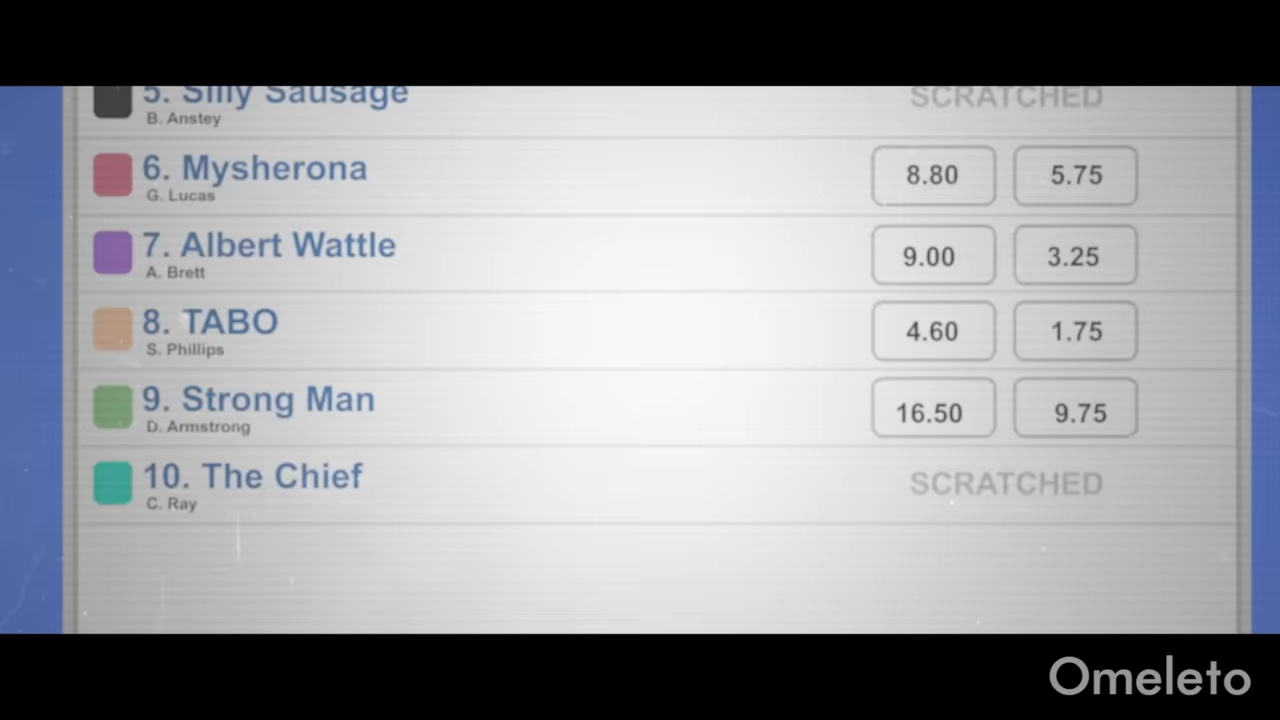 5. Silly Sausage
SCRATCHED
B. Anstey
6. Mysherona
8.80 5.75
G. Lucas
7. Albert Wattle
9.00 3.25
A. Brett
8. TABO
4.60 1.75
S. Phillips
9. Strong Man
16.50 9.75
D. Armstrong
10. The Chief
SCRATCHED
C. Ray
Omeleto